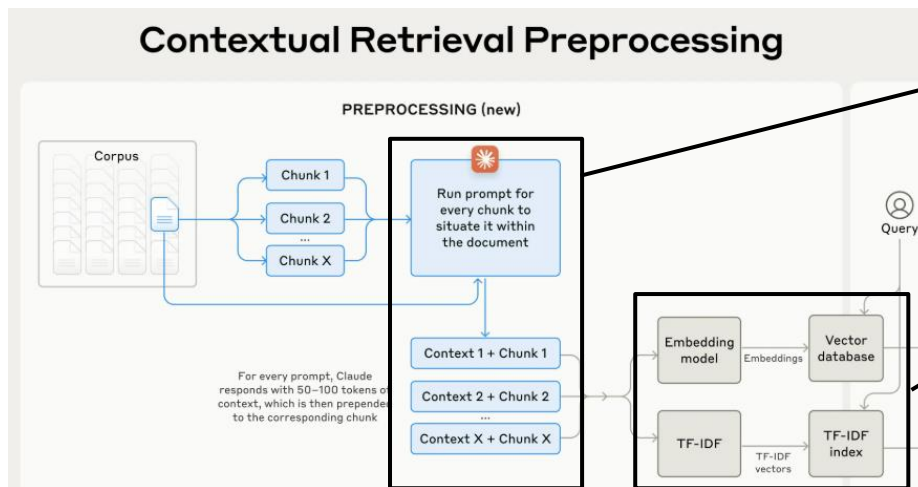 Contextual Retrieval Preprocessing
PREPROCESSING (new)
Corpus
Chunk 1
Chunk 2
...
Chunk X
Run prompt for
every chunk to
situate it within
the document
Query
Context 1 + Chunk 1
Context 2 + Chunk 2
...
Context X + Chunk X
For every prompt, Claude
responds with 50–100 tokens of
context, which is then prepended
to the corresponding chunk
Embedding
model
Embeddings
Vector
database
TF-IDF
TF-IDF
vectors
TF-IDF
index